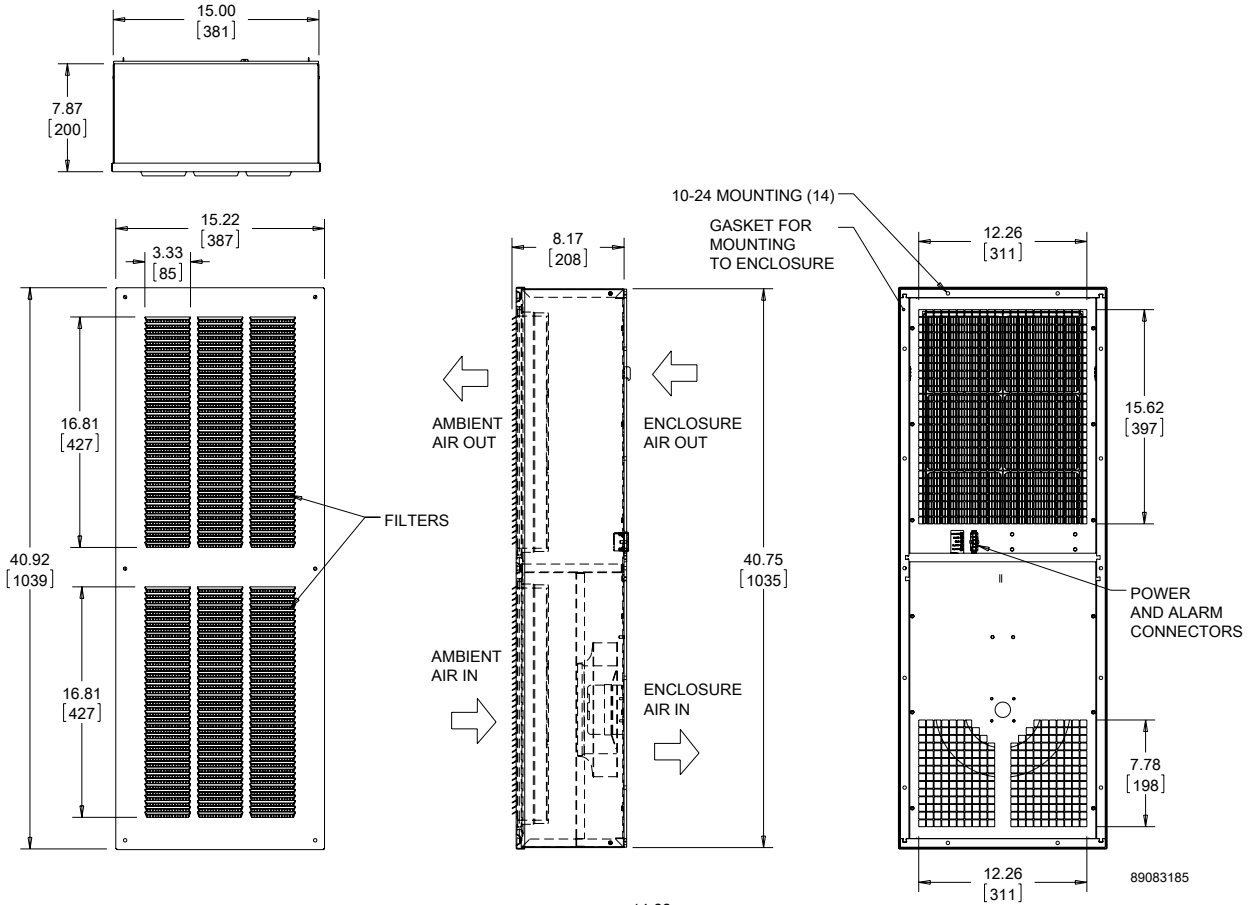 15.00
[381]
7.87
[200]
15.22
[387]
3.33
[85]
16.81
[427]
40.92
[1039]
16.81
[427]
FILTERS
8.17
[208]
AMBIENT
AIR OUT
ENCLOSURE
AIR OUT
40.75
[1035]
AMBIENT
AIR IN
ENCLOSURE
AIR IN
10-24 MOUNTING (14)
GASKET FOR
MOUNTING
TO ENCLOSURE
12.26
[311]
15.62
[397]
POWER
AND ALARM
CONNECTORS
7.78
[198]
12.26
[311]
89083185